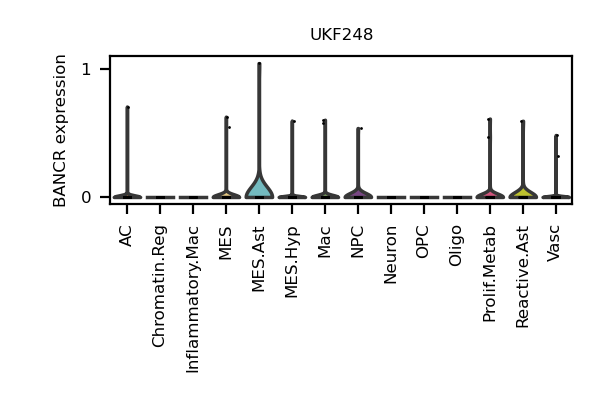 UKF248
BANCR expression
1
0
AC
Chromatin.Reg
Inflammatory.Mac
MES
MES.Ast
MES.Hyp
Mac
NPC
Neuron
OPC
Oligo
Prolif.Metab
Reactive.Ast
Vasc